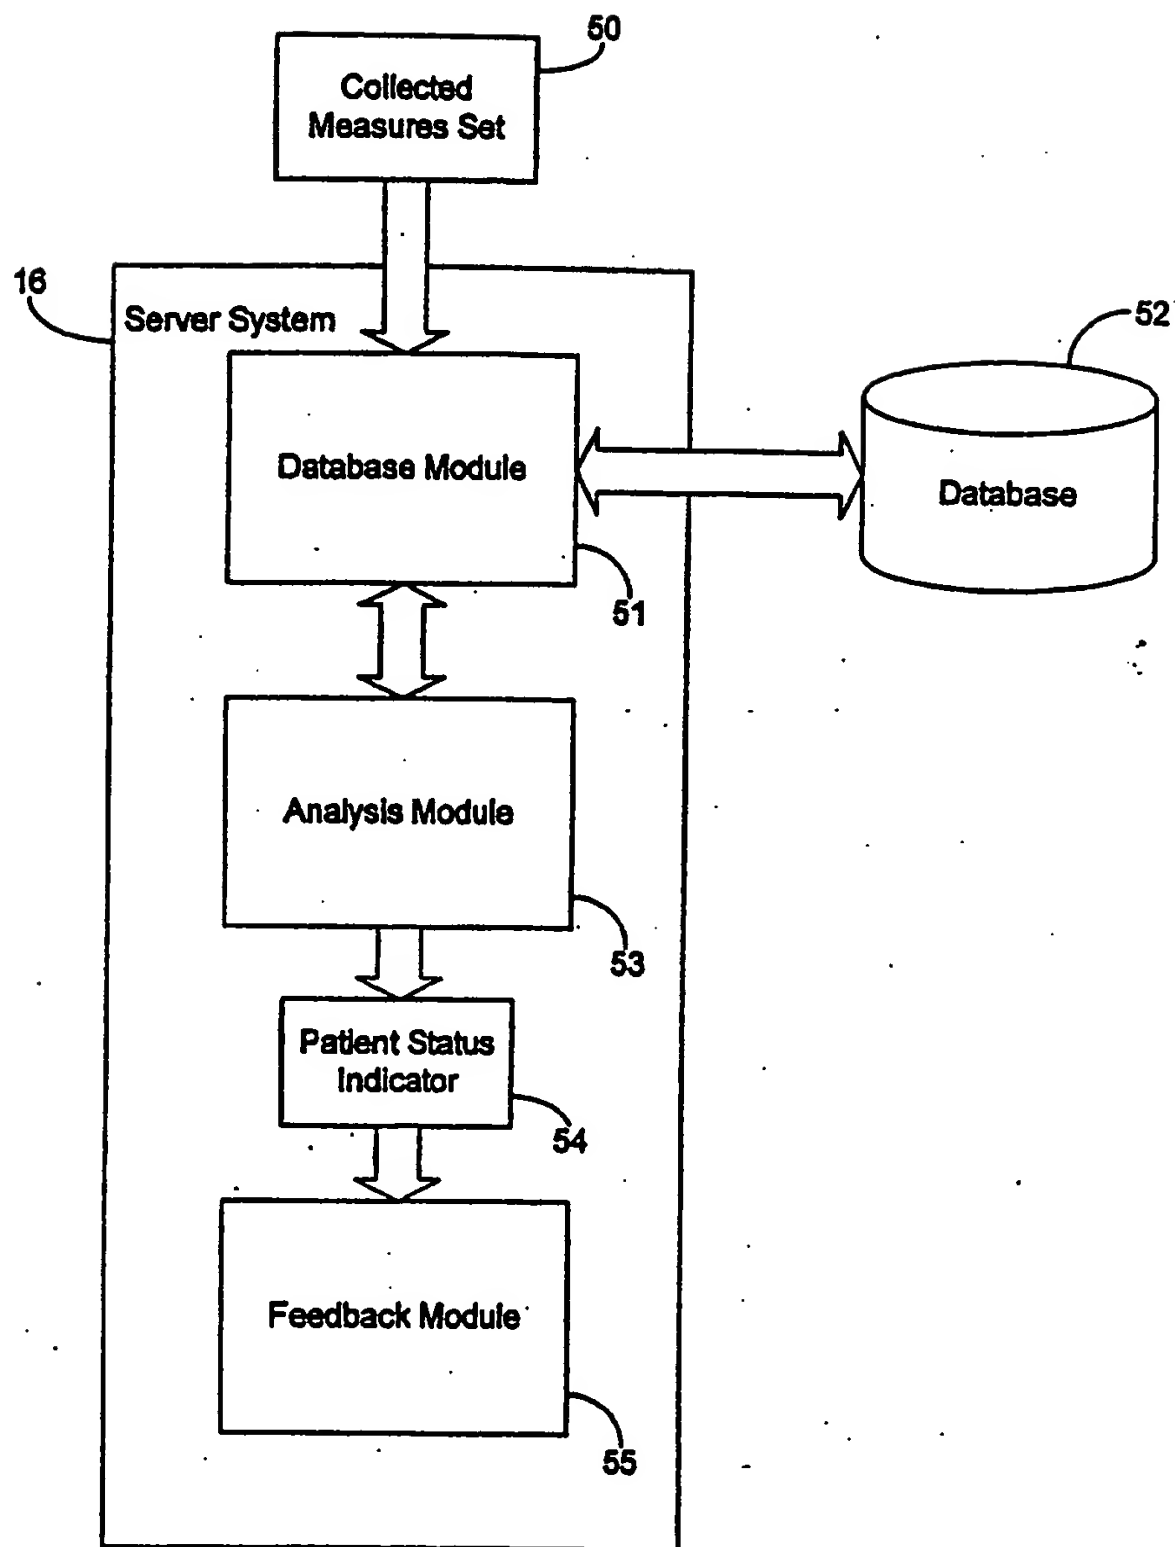 50
Collected
Measures Set
16
Server System
52
Database Module
Database
51
Analysis Module
53
Patient Status
Indicator
54
Feedback Module
55